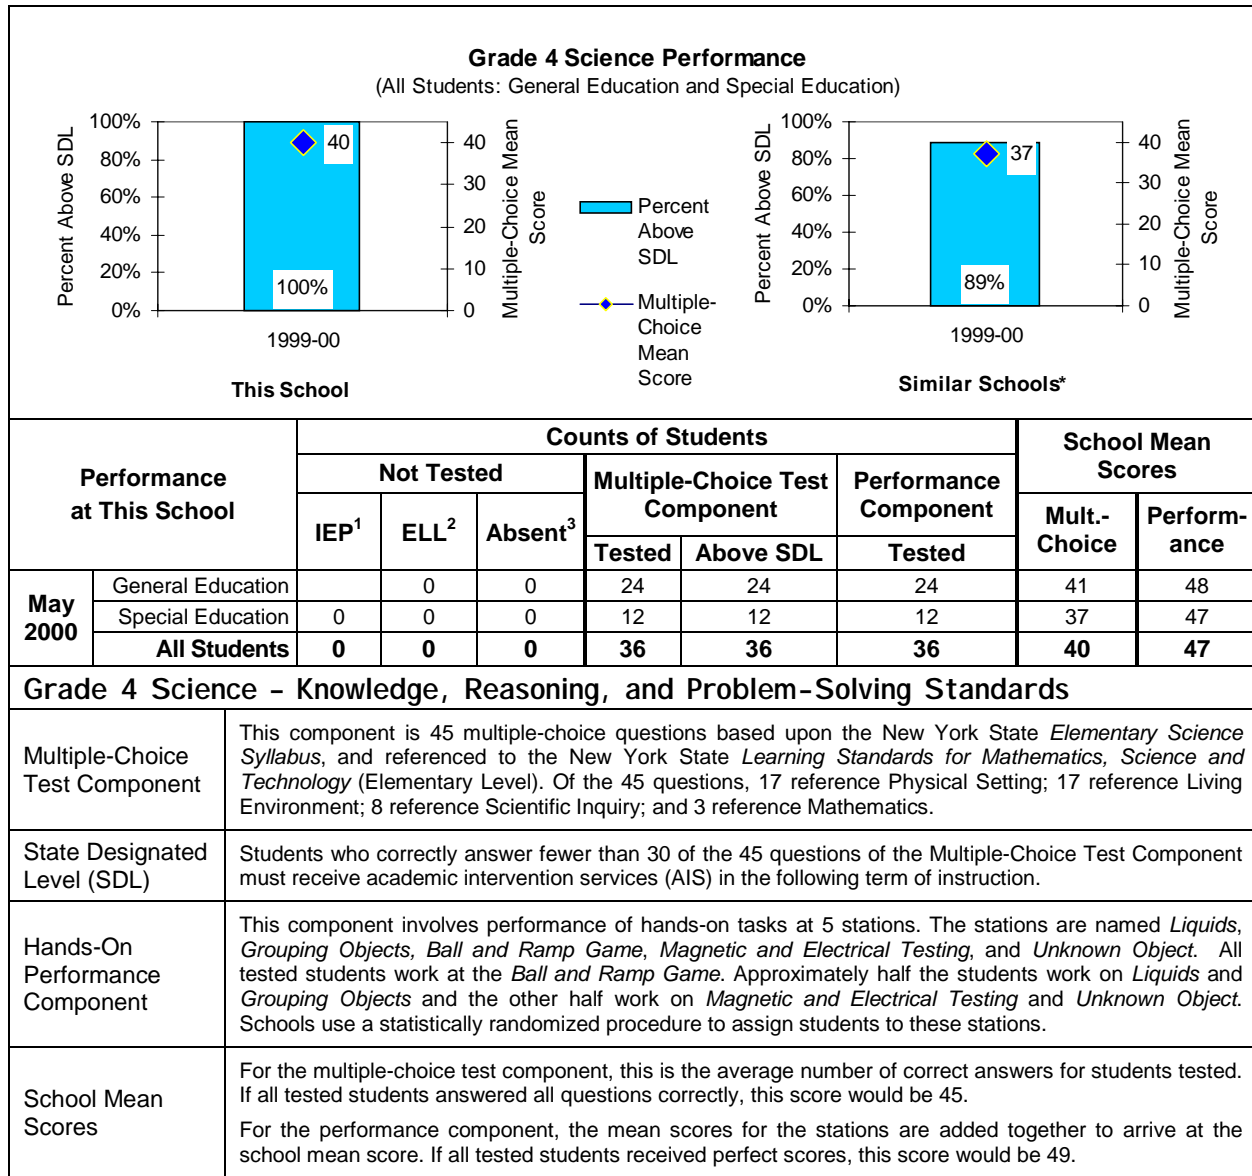 Grade 4 Science Performance
(All Students: General Education and Special Education)
Percent Above SDL
100%
80%
60%
40%
20%
0%
40
100%
1999-00
40
30
20
10
0
Multiple-Choice Mean
Score
This School
Percent
Above
SDL
Multiple-
Choice
Mean
Score
Percent Above SDL
100%
80%
60%
40%
20%
0%
37
89%
1999-00
40
30
20
10
0
Multiple-Choice Mean
Score
Similar Schools*
Performance
at This School
Counts of Students
School Mean
Scores
Not Tested
Multiple-Choice Test
Component
Performance
Component
IEP1 ELL2 Absent3
Tested Above SDL Tested
Mult.-
Choice
Perform-
ance
May
2000
General Education 0 0 24 24 24 41 48
Special Education 0 0 0 12 12 12 37 47
All Students 0 0 0 36 36 36 40 47
Grade 4 Science – Knowledge, Reasoning, and Problem-Solving Standards
Multiple-Choice
Test Component
This component is 45 multiple-choice questions based upon the New York State Elementary Science
Syllabus, and referenced to the New York State Learning Standards for Mathematics, Science and
Technology (Elementary Level). Of the 45 questions, 17 reference Physical Setting; 17 reference Living
Environment; 8 reference Scientific Inquiry; and 3 reference Mathematics.
State Designated
Level (SDL)
Students who correctly answer fewer than 30 of the 45 questions of the Multiple-Choice Test Component
must receive academic intervention services (AIS) in the following term of instruction.
Hands-On
Performance
Component
This component involves performance of hands-on tasks at 5 stations. The stations are named Liquids,
Grouping Objects, Ball and Ramp Game, Magnetic and Electrical Testing, and Unknown Object. All
tested students work at the Ball and Ramp Game. Approximately half the students work on Liquids and
Grouping Objects and the other half work on Magnetic and Electrical Testing and Unknown Object.
Schools use a statistically randomized procedure to assign students to these stations.
School Mean
Scores
For the multiple-choice test component, this is the average number of correct answers for students tested.
If all tested students answered all questions correctly, this score would be 45.
For the performance component, the mean scores for the stations are added together to arrive at the
school mean score. If all tested students received perfect scores, this score would be 49.